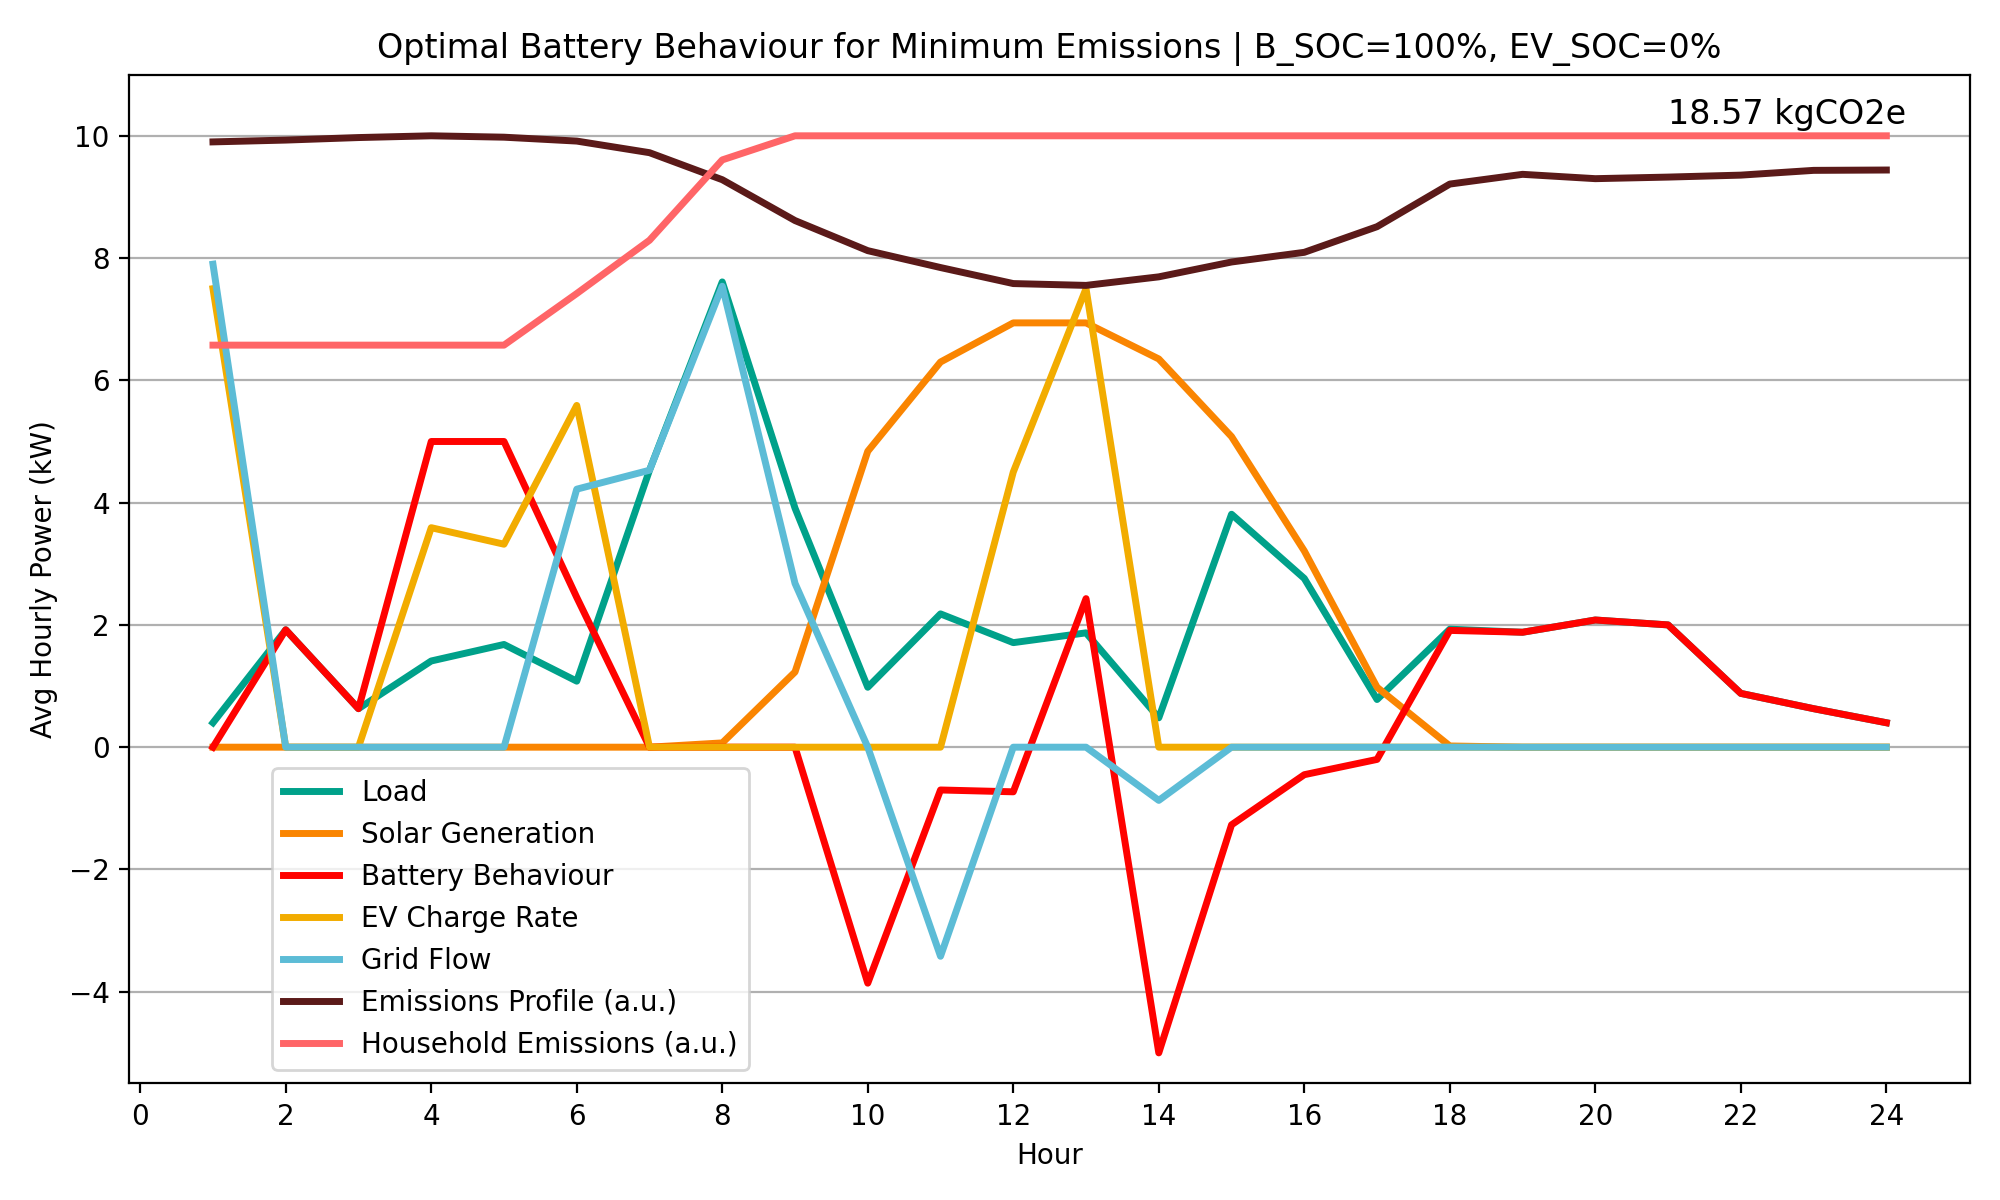 Optimal Battery Behaviour for Minimum Emissions | B_SOC=100%, EV_SOC=0%
18.57 kgCO2e
Avg Hourly Power (kW)
10
8
6
4
2
0
−2
−4
Load
Solar Generation
Battery Behaviour
EV Charge Rate
Grid Flow
Emissions Profile (a.u.)
Household Emissions (a.u.)
0 2 4 6 8 10 12 14 16 18 20 22 24
Hour